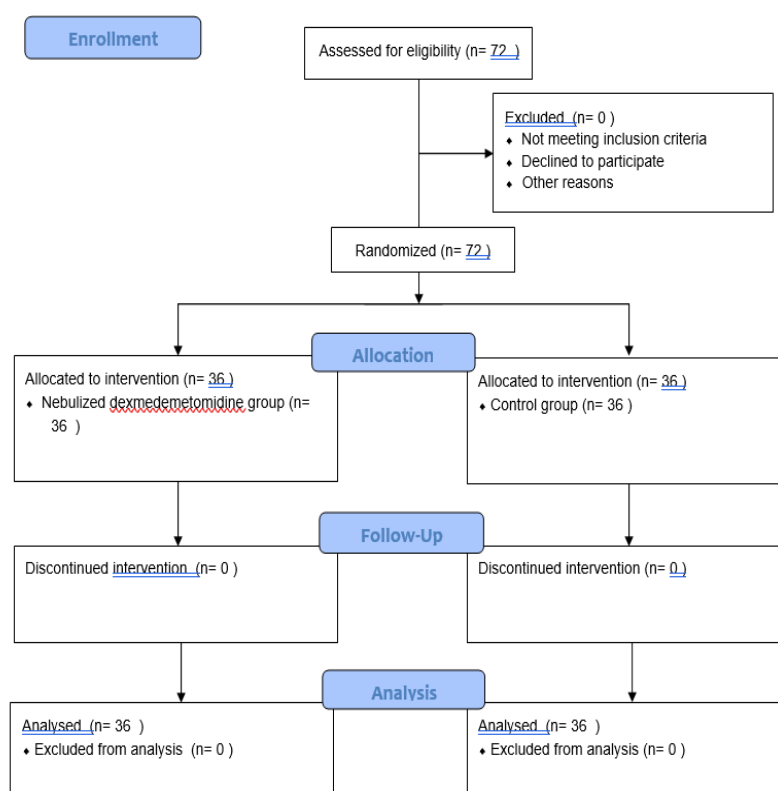 Enrollment
Assessed for eligibility (n= 72 )
Excluded (n= 0 )
♦ Not meeting inclusion criteria
♦ Declined to participate
♦ Other reasons
Randomized (n= 72 )
Allocation
Allocated to intervention (n= 36 )
♦ Nebulized dexmedemetomidine group (n=
36 )
Allocated to intervention (n= 36 )
♦ Control group (n= 36 )
Follow-Up
Discontinued intervention (n= 0 )
Discontinued intervention (n= 0 )
Analysis
Analysed (n= 36 )
♦ Excluded from analysis (n= 0 )
Analysed (n= 36 )
♦ Excluded from analysis (n= 0 )